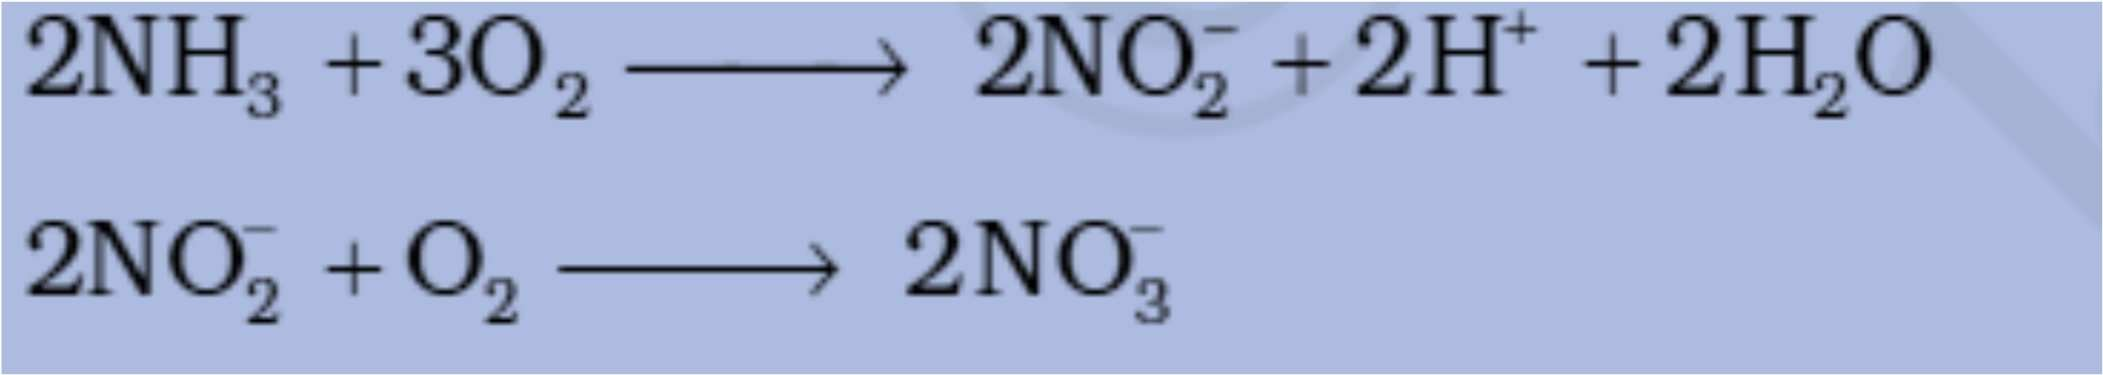 2NH₃ + 3O₂ ⟶ 2NO₂⁻ + 2H⁺ + 2H₂O
2NO₂⁻ + O₂ ⟶ 2NO₃⁻